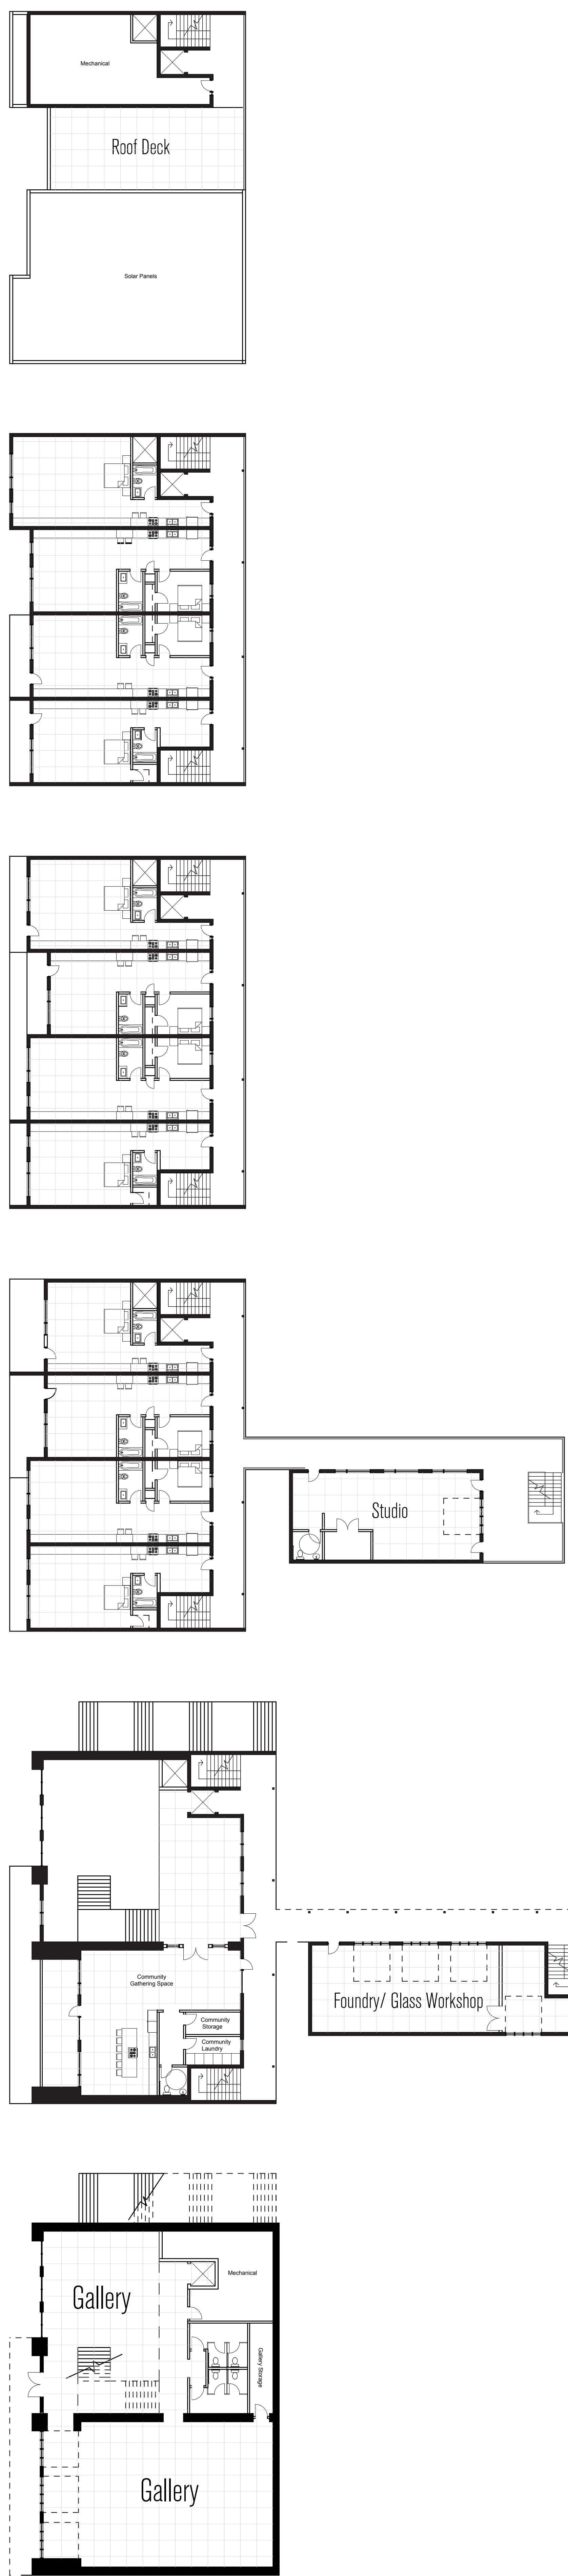 Mechanical
Roof Deck
Solar Panels
Studio
Community
Gathering Space
Foundry/ Glass Workshop
Community
Storage
Community
Laundry
Mechanical
Gallery
Gallery Storage
Gallery